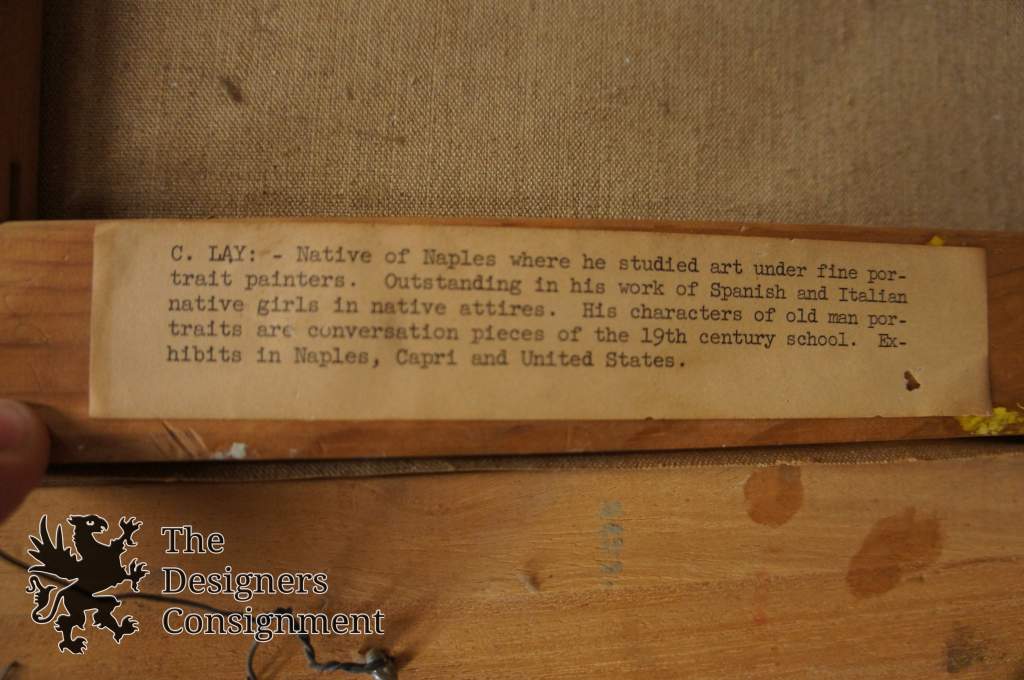 C. LAY: - Native of Naples where he studied art under fine por-
trait painters.  Outstanding in his work of Spanish and Italian
native girls in native attires.  His characters of old man por-
traits are conversation pieces of the 19th century school.  Ex-
hibits in Naples, Capri and United States.
The
Designers
Consignment